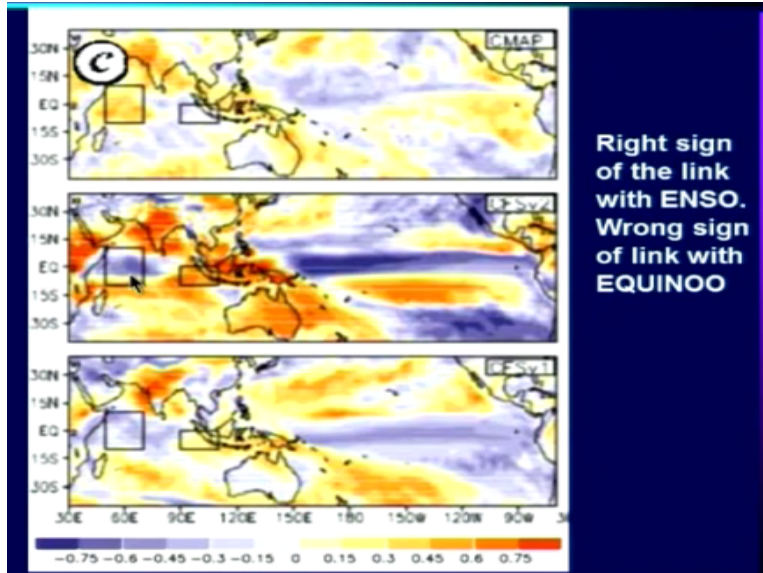 C
CMAP
30N
15N
EQ
15S
30S
CFSv2
30N
15N
EQ
15S
30S
CFSv1
30N
15N
EQ
15S
30S
30E
60E
90E
120E
150E
180
150W
120W
90W
-0.75
-0.6
-0.45
-0.3
-0.15
0
0.15
0.3
0.45
0.6
0.75
Right sign
of the link
with ENSO.
Wrong sign
of link with
EQUINOO